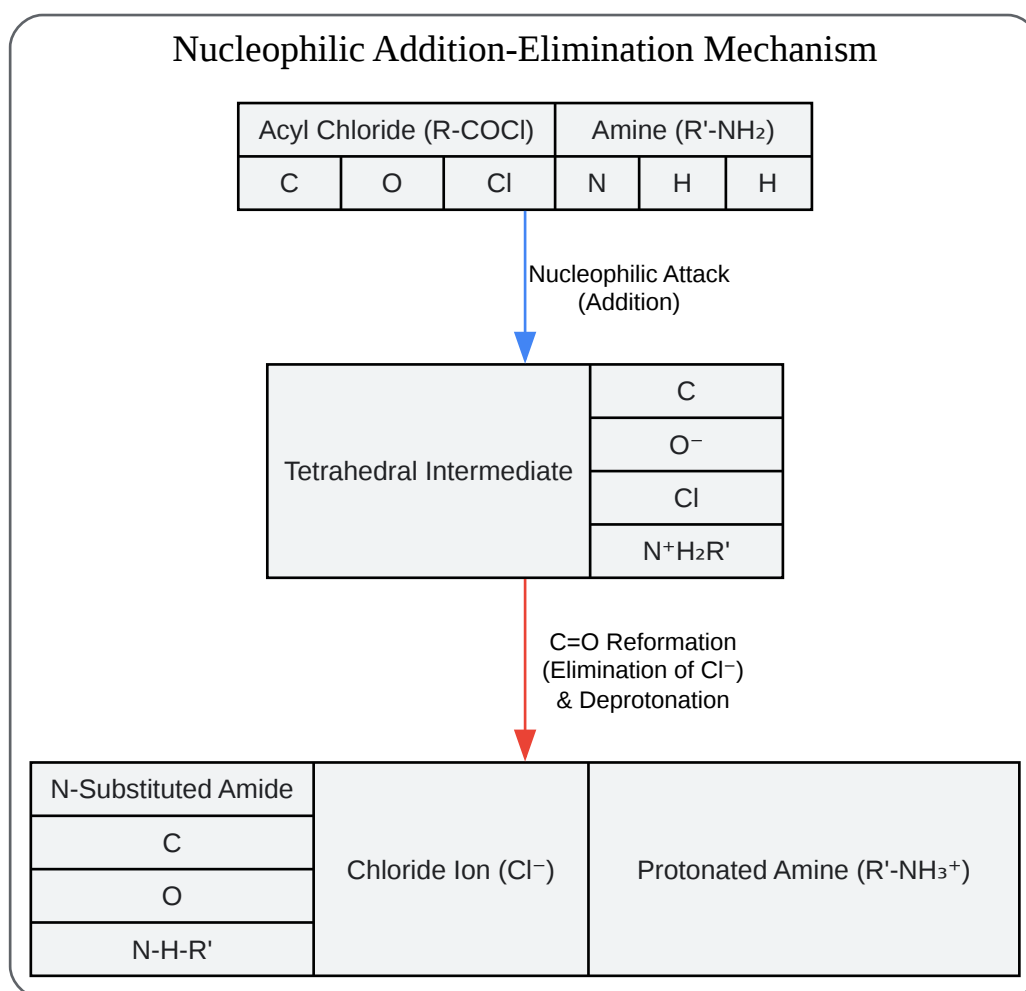 Nucleophilic Addition-Elimination Mechanism
Acyl Chloride (R-COCl)
Amine (R'-NH₂)
C
O
Cl
N
H
H
Nucleophilic Attack
(Addition)
Tetrahedral Intermediate
C
O⁻
Cl
N⁺H₂R'
C=O Reformation
(Elimination of Cl⁻)
& Deprotonation
N-Substituted Amide
C
O
N-H-R'
Chloride Ion (Cl⁻)
Protonated Amine (R'-NH₃⁺)